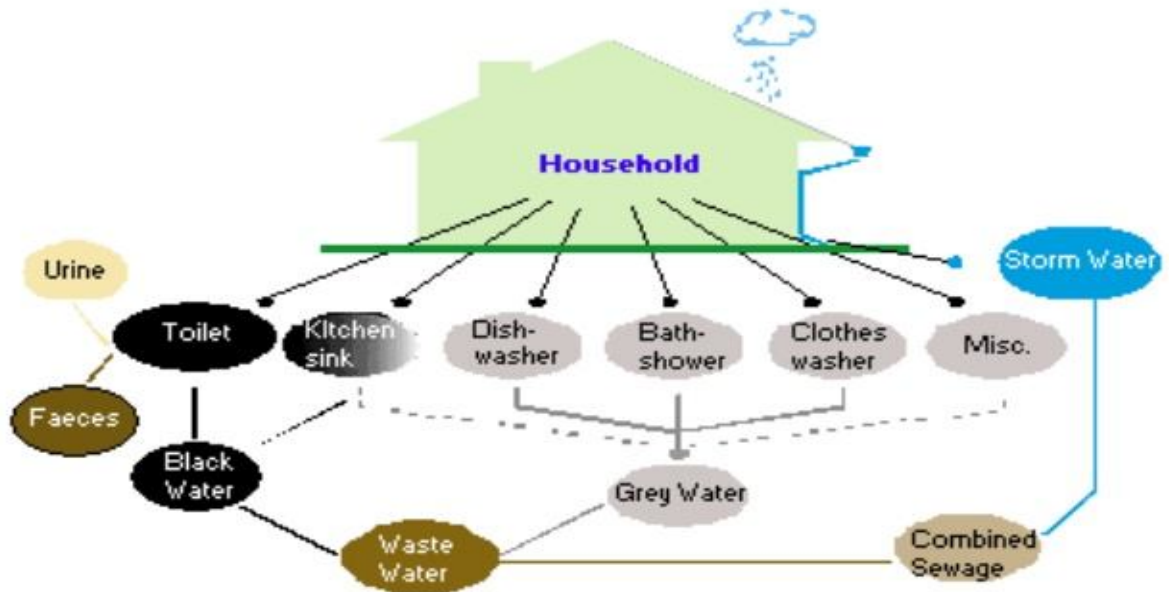 Household
Urine
Storm Water
Toilet
Kitchen
sink
Dish-
washer
Bath-
shower
Clothes
washer
Misc.
Faeces
Black
Water
Grey Water
Waste
Water
Combined
Sewage